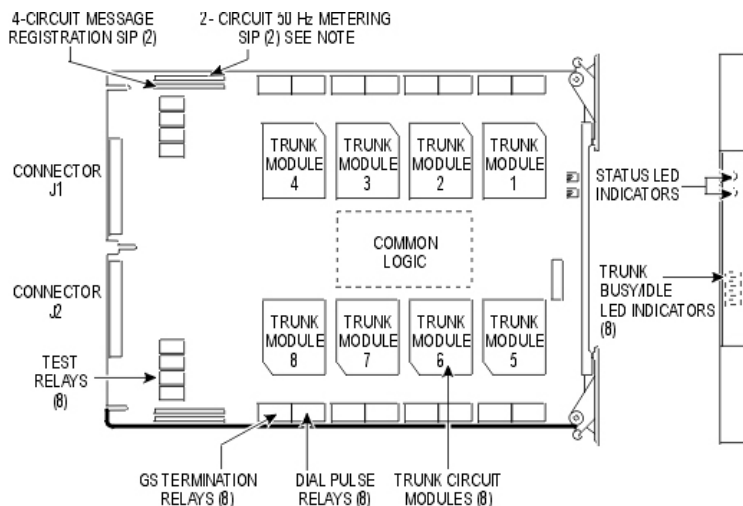 4-CIRCUIT MESSAGE
REGISTRATION SIP (2)
2- CIRCUIT 50 Hz METERING
SIP (2) SEE NOTE
CONNECTOR
J1
TRUNK
MODULE
4
TRUNK
MODULE
3
TRUNK
MODULE
2
TRUNK
MODULE
1
STATUS LED
INDICATORS
COMMON
LOGIC
CONNECTOR
J2
TRUNK
BUSY/IDLE
LED INDICATORS
(8)
TRUNK
MODULE
8
TRUNK
MODULE
7
TRUNK
MODULE
6
TRUNK
MODULE
5
TEST
RELAYS
(8)
GS TERMINATION
RELAYS (8)
DIAL PULSE
RELAYS (8)
TRUNK CIRCUIT
MODULES (8)